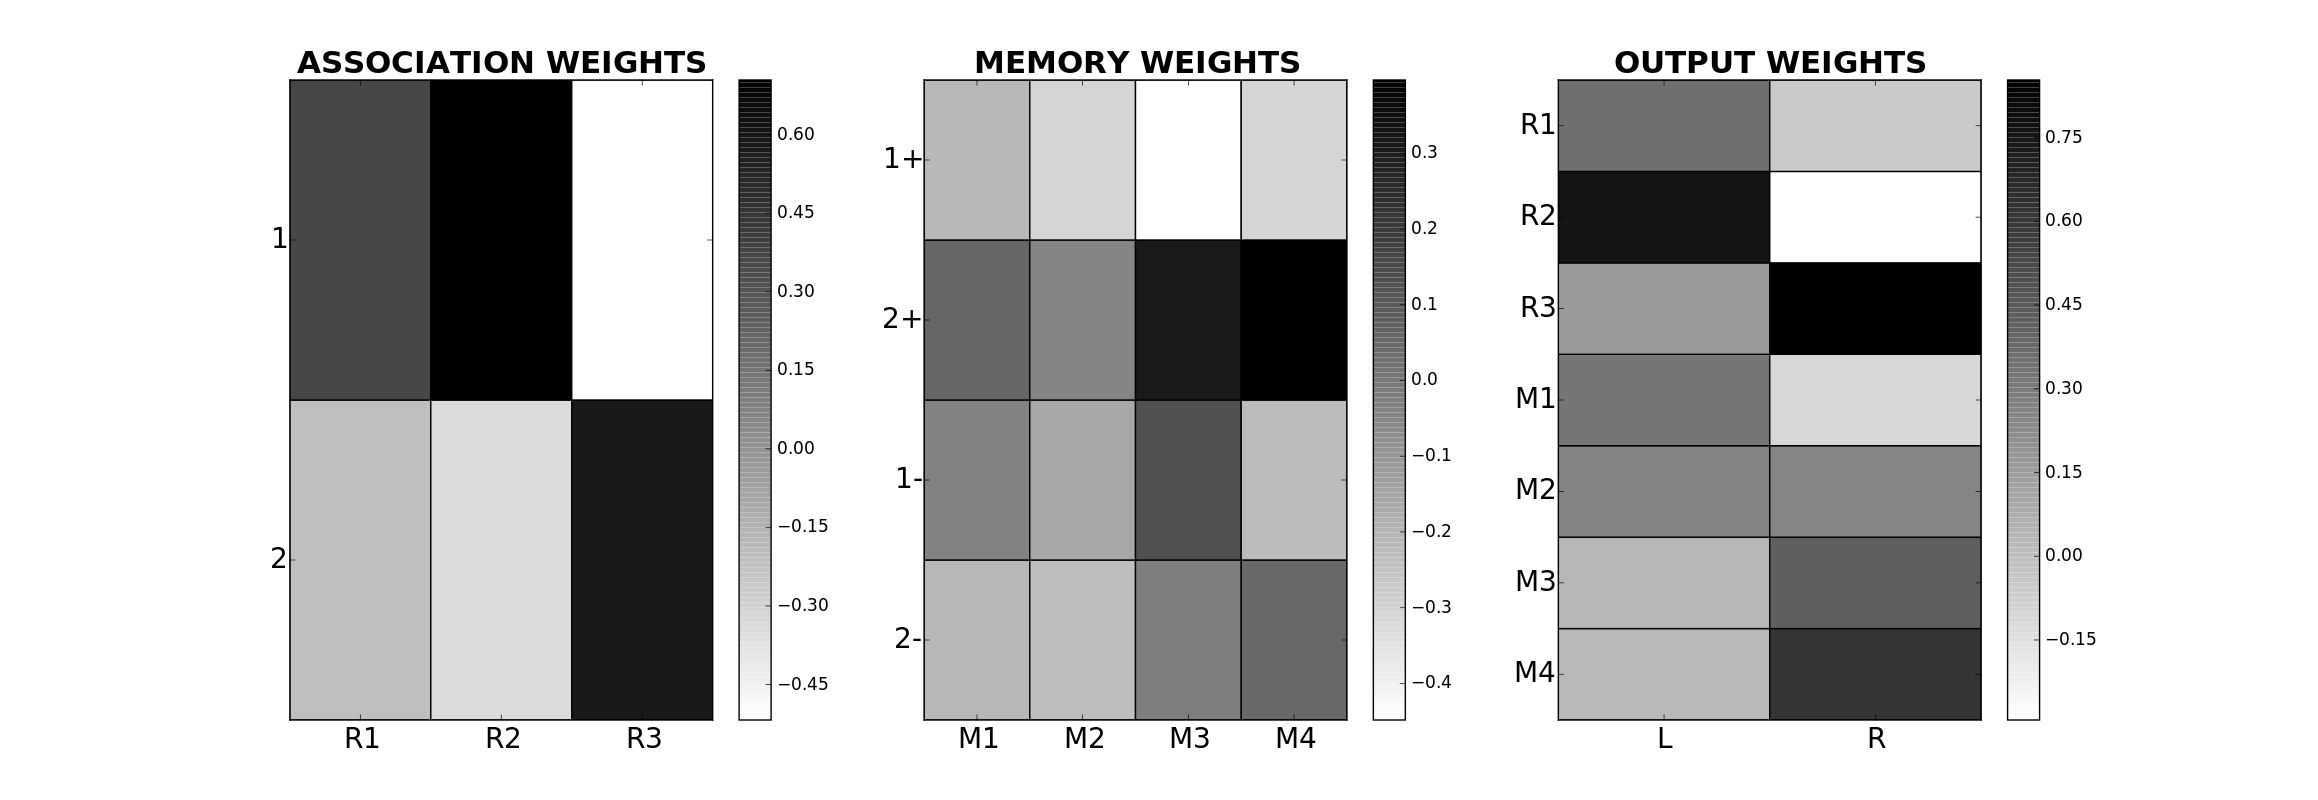 ASSOCIATION WEIGHTS
1
2
R1 R2 R3
0.60
0.45
0.30
0.15
0.00
−0.15
−0.30
−0.45
MEMORY WEIGHTS
1+
2+
1-
2-
M1 M2 M3 M4
0.3
0.2
0.1
0.0
−0.1
−0.2
−0.3
−0.4
OUTPUT WEIGHTS
R1
R2
R3
M1
M2
M3
M4
L R
0.75
0.60
0.45
0.30
0.15
0.00
−0.15